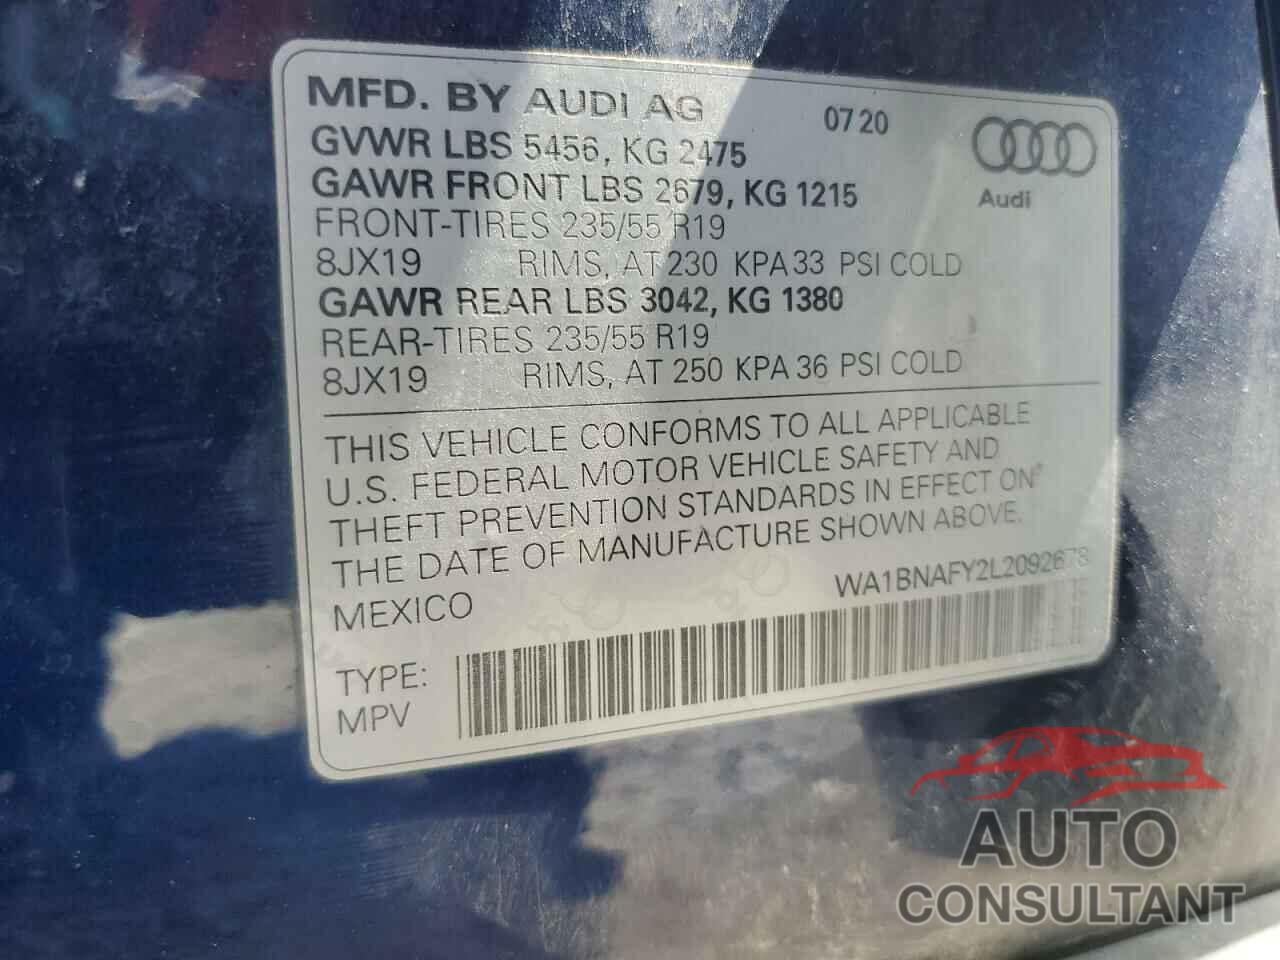 MFD. BY AUDI AG 07 20
GVWR LBS 5456, KG 2475
GAWR FRONT LBS 2679, KG 1215
Audi
FRONT-TIRES 235/55 R19
8JX19 RIMS, AT 230 KPA 33 PSI COLD
GAWR REAR LBS 3042, KG 1380
REAR-TIRES 235/55 R19
8JX19 RIMS, AT 250 KPA 36 PSI COLD
THIS VEHICLE CONFORMS TO ALL APPLICABLE
U.S. FEDERAL MOTOR VEHICLE SAFETY AND
THEFT PREVENTION STANDARDS IN EFFECT ON
THE DATE OF MANUFACTURE SHOWN ABOVE.
MEXICO
WA1BNAFY2L2092678
TYPE:
MPV
AUTO
CONSULTANT